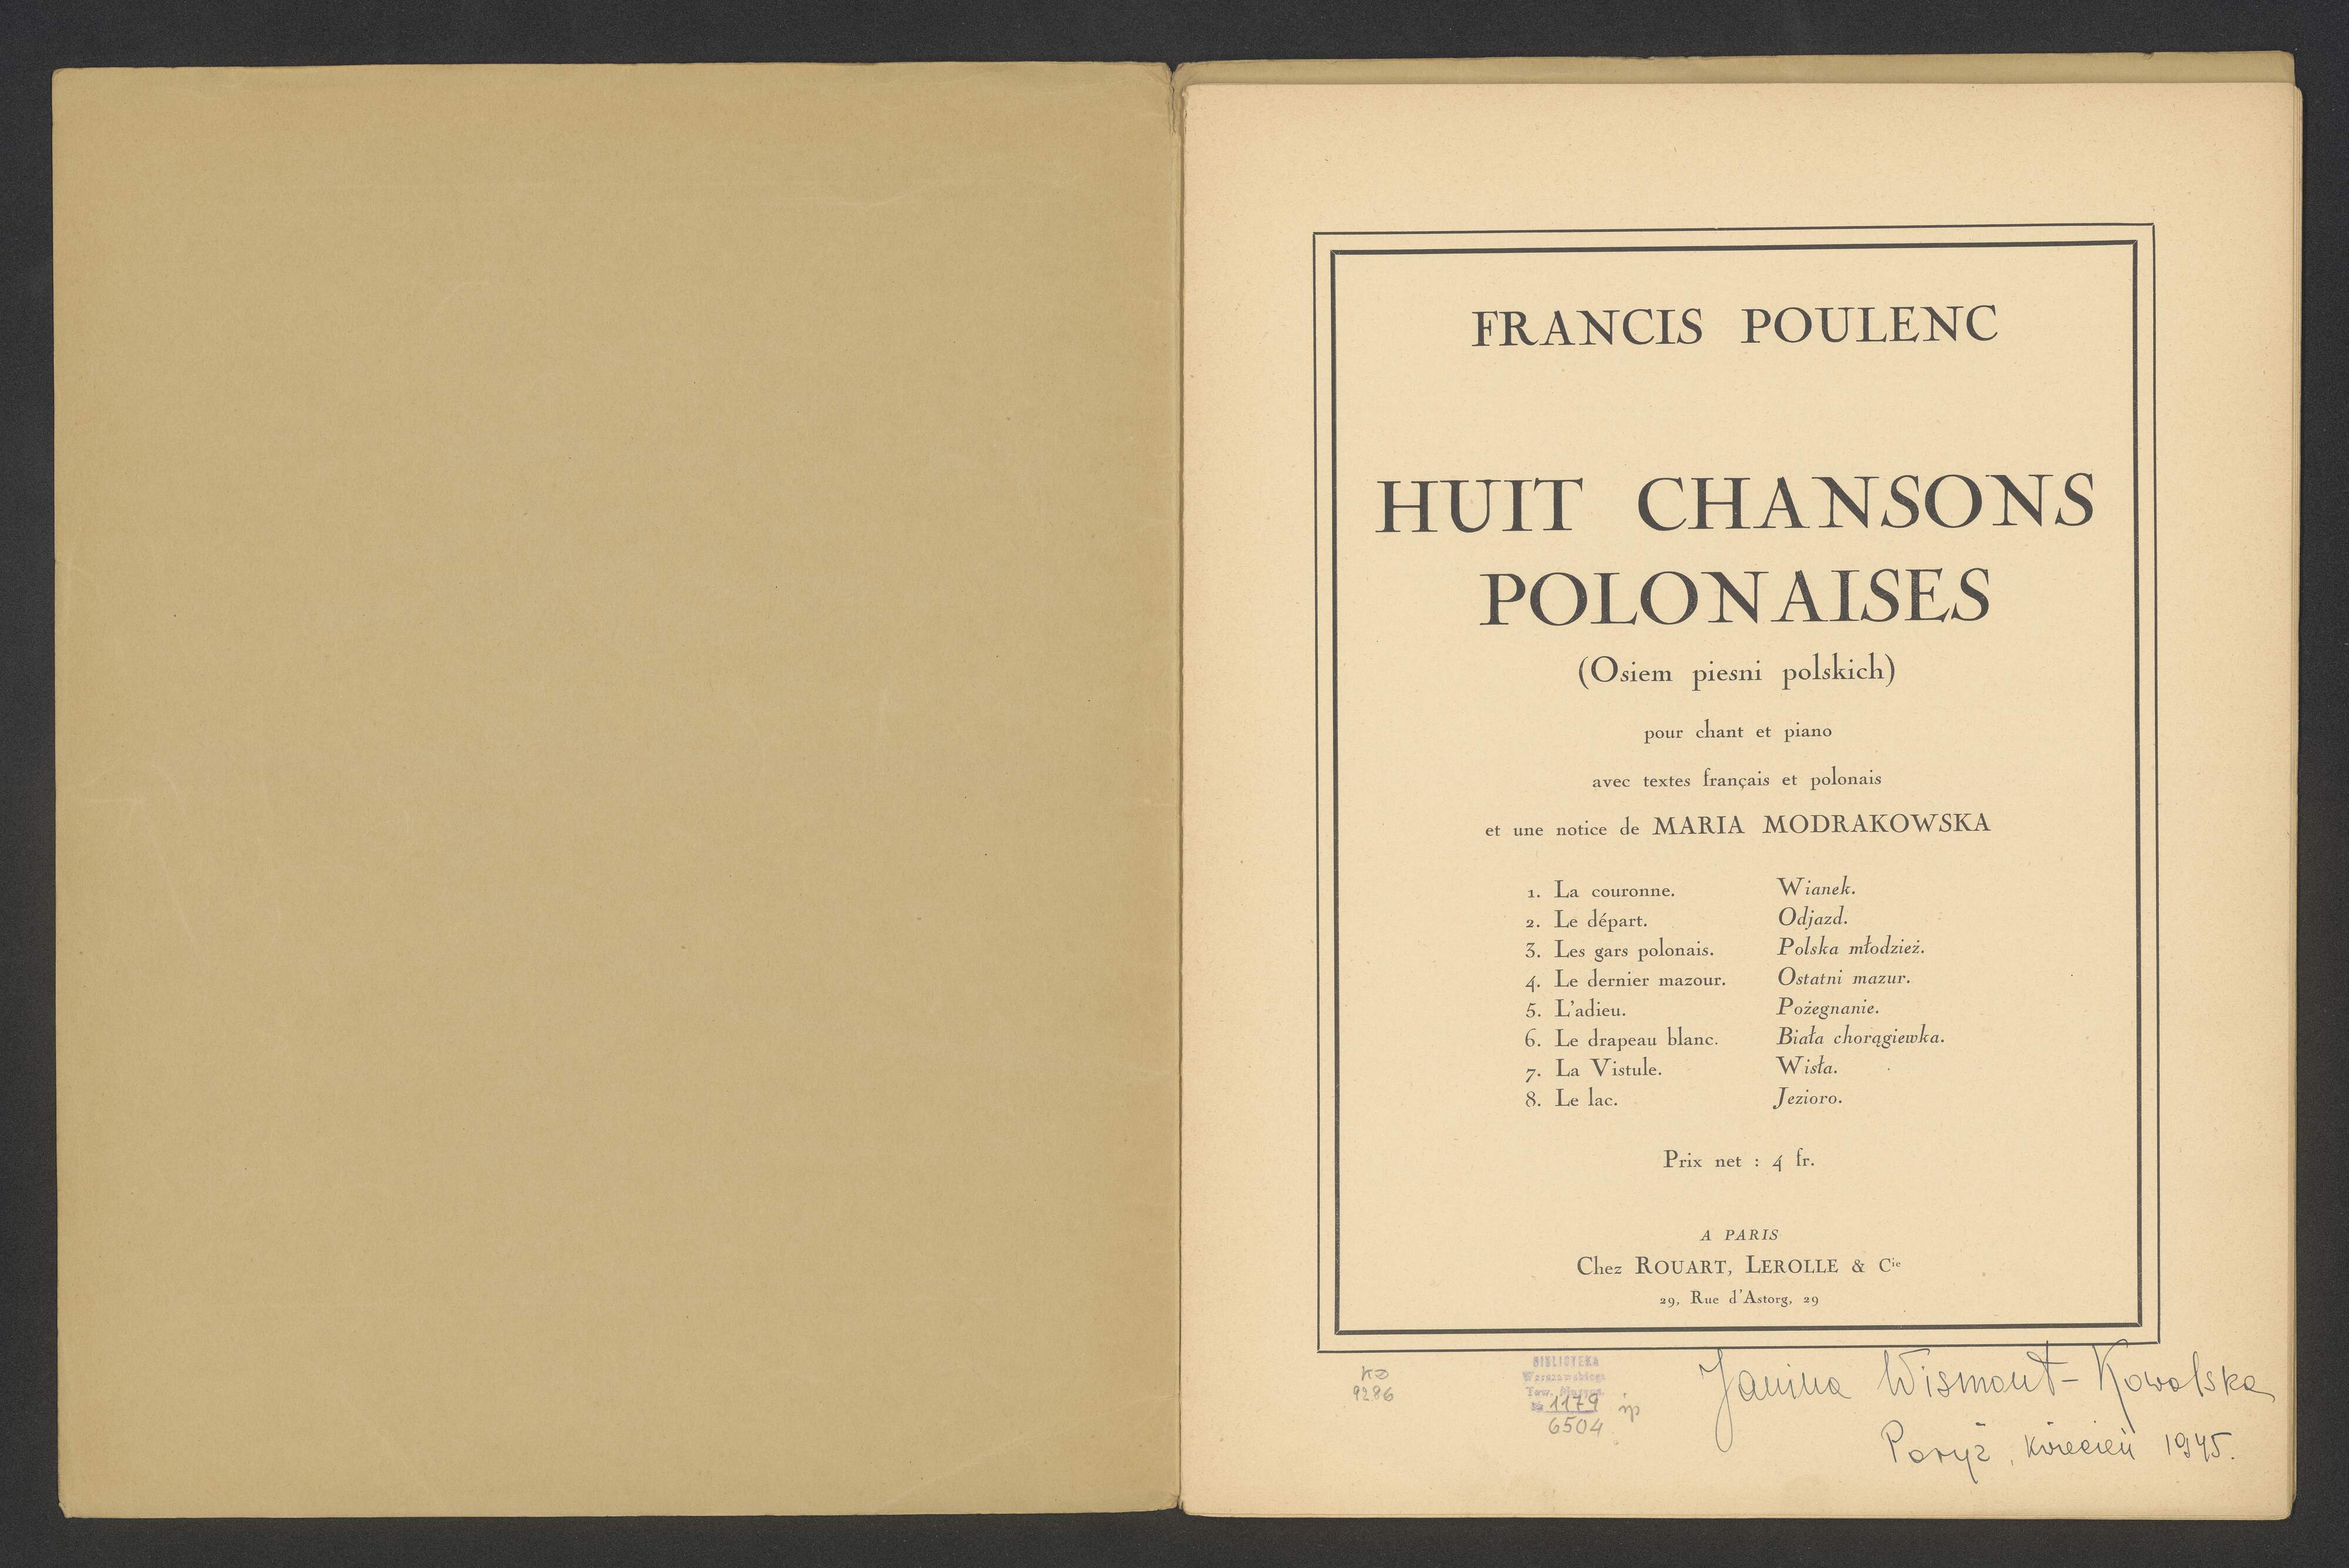 FRANCIS POULENC
HUIT CHANSONS
POLONAISES
(Osiem piesni polskich)
pour chant et piano
avec textes français et polonais
et une notice de MARIA MODRAKOWSKA
1. La couronne. Wianek.
2. Le départ. Odjazd.
3. Les gars polonais. Polska młodzież.
4. Le dernier mazour. Ostatni mazur.
5. L'adieu. Pożegnanie.
6. Le drapeau blanc. Biała chorągiewka.
7. La Vistule. Wisła.
8. Le lac. Jezioro.
Prix net : 4 fr.
A PARIS
Chez ROUART, LEROLLE & Cie
29, Rue d'Astorg, 29
9286
BIBLIOTEKA
Warszawskiego
Tow. Muzycz.
№ 1179
6504
Janina Wismont-Kowalska
Paryż, kwiecień 1945.